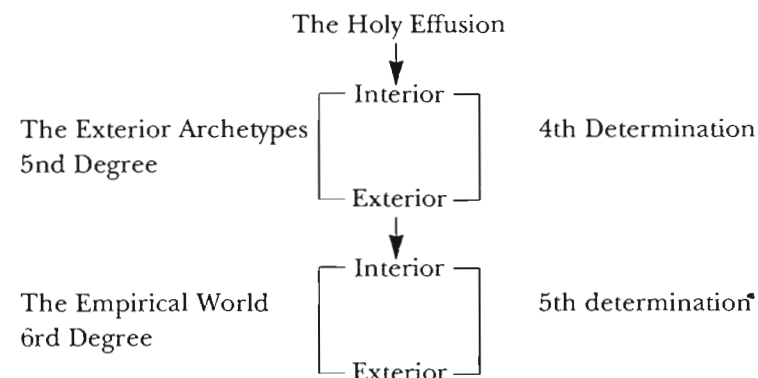 The Holy Effusion
Interior
The Exterior Archetypes
5nd Degree
4th Determination
Exterior
Interior
The Empirical World
6rd Degree
5th determination
Exterior